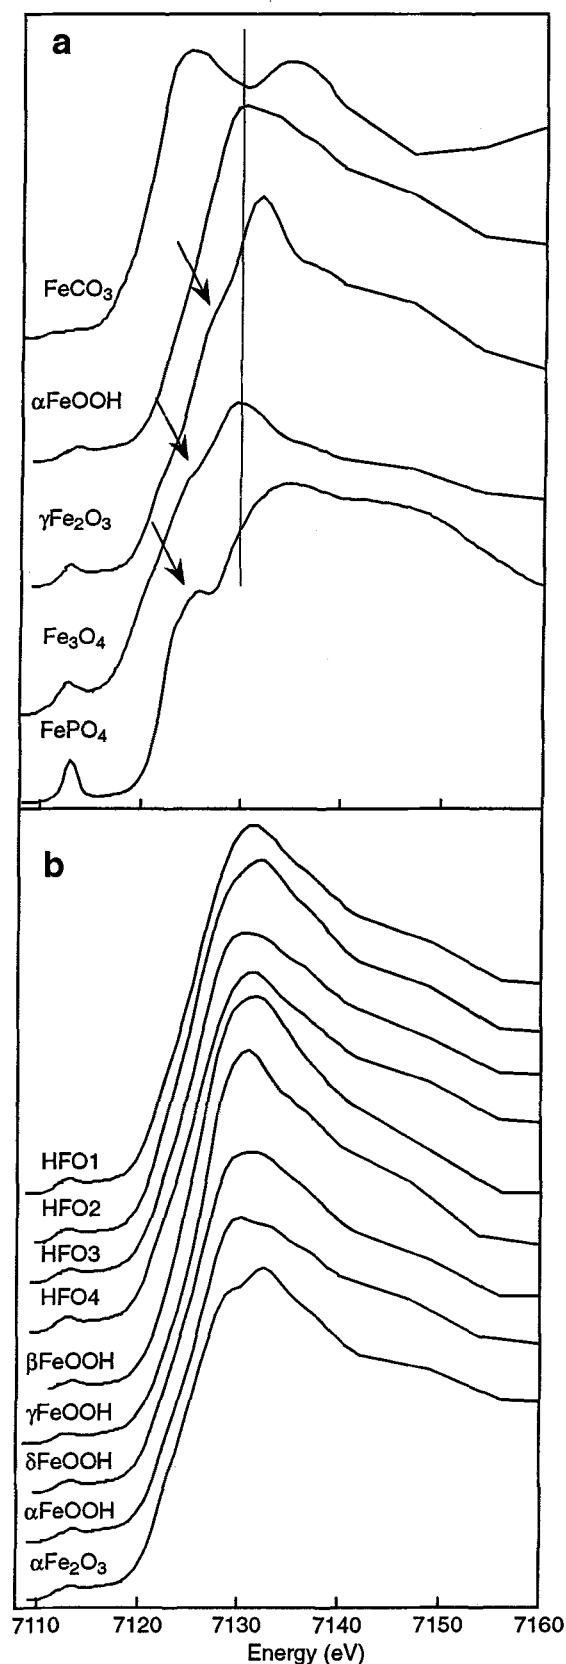 a
FeCO₃
αFeOOH
γFe₂O₃
Fe₃O₄
FePO₄
b
HFO1
HFO2
HFO3
HFO4
βFeOOH
γFeOOH
δFeOOH
αFeOOH
αFe₂O₃
7110 7120 7130 7140 7150 7160
Energy (eV)